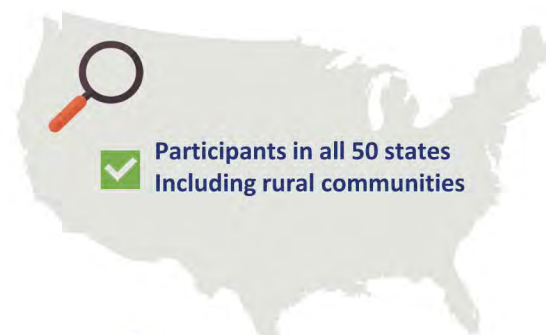 Participants in all 50 states
Including rural communities